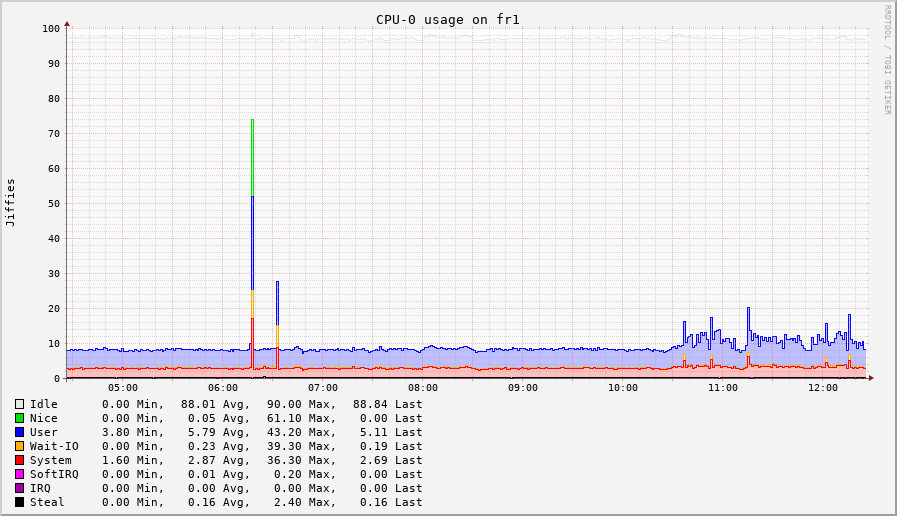 CPU-0 usage on fr1
RRDTOOL / TOBI OETIKER
Jiffies
100
90
80
70
60
50
40
30
20
10
0
05:00 06:00 07:00 08:00 09:00 10:00 11:00 12:00
Idle 0.00 Min, 88.01 Avg, 90.00 Max, 88.84 Last
Nice 0.00 Min, 0.05 Avg, 61.10 Max, 0.00 Last
User 3.80 Min, 5.79 Avg, 43.20 Max, 5.11 Last
Wait-IO 0.00 Min, 0.23 Avg, 39.30 Max, 0.19 Last
System 1.60 Min, 2.87 Avg, 36.30 Max, 2.69 Last
SoftIRQ 0.00 Min, 0.01 Avg, 0.20 Max, 0.00 Last
IRQ 0.00 Min, 0.00 Avg, 0.00 Max, 0.00 Last
Steal 0.00 Min, 0.16 Avg, 2.40 Max, 0.16 Last